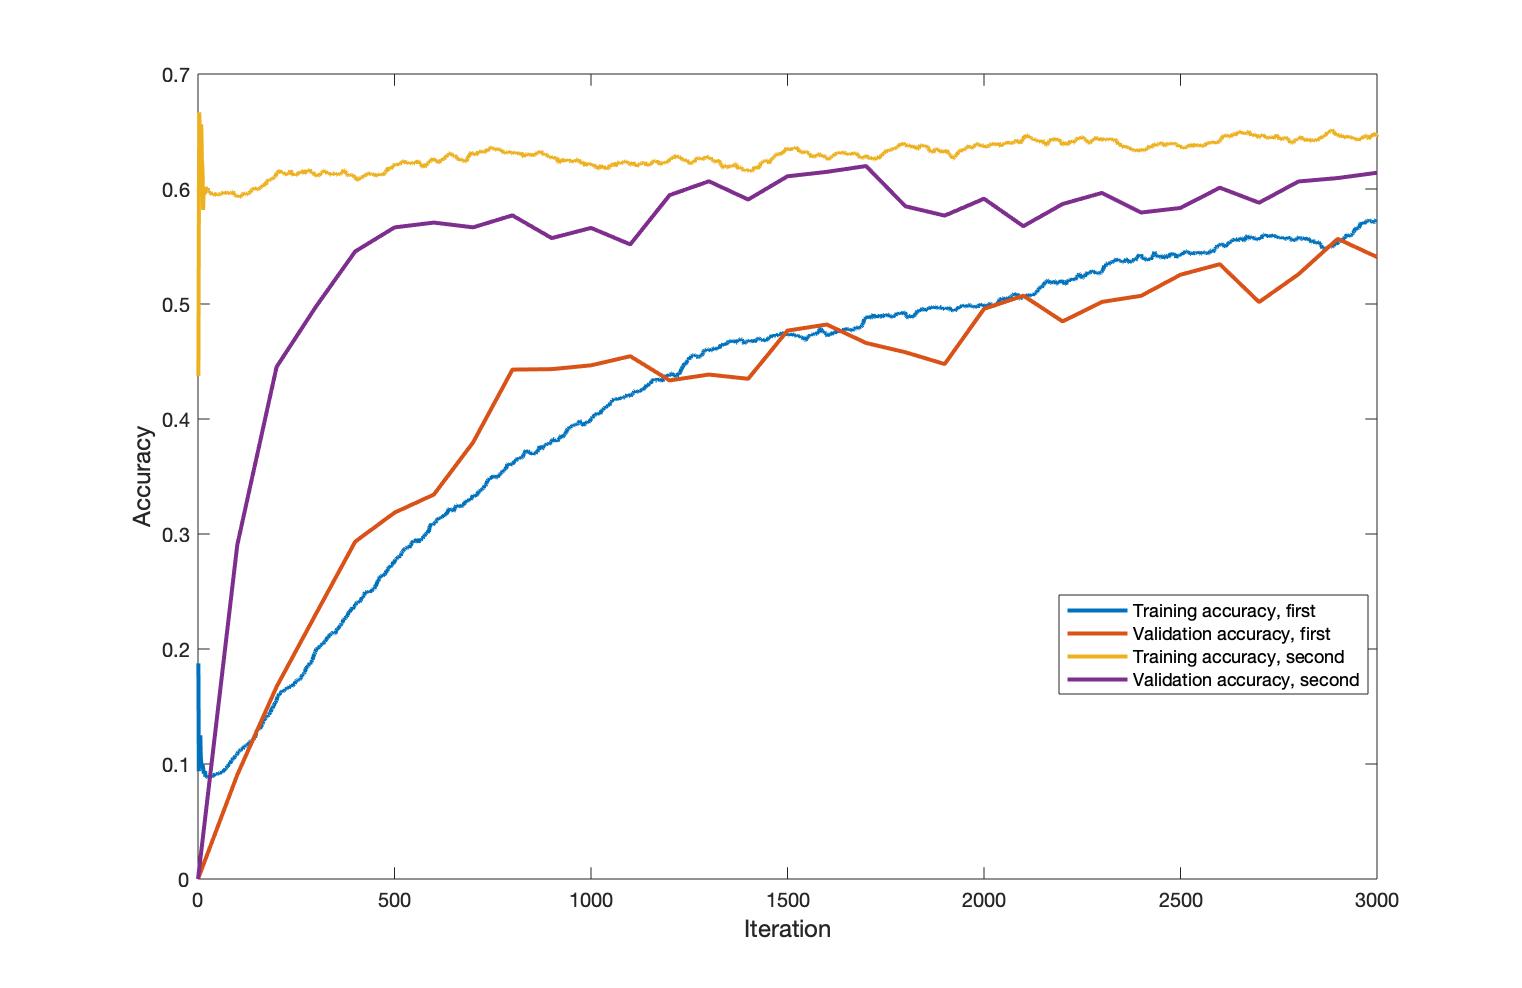 0.7
0.6
0.5
0.4
0.3
0.2
0.1
0
Accuracy
0 500 1000 1500 2000 2500 3000
Iteration
Training accuracy, first
Validation accuracy, first
Training accuracy, second
Validation accuracy, second